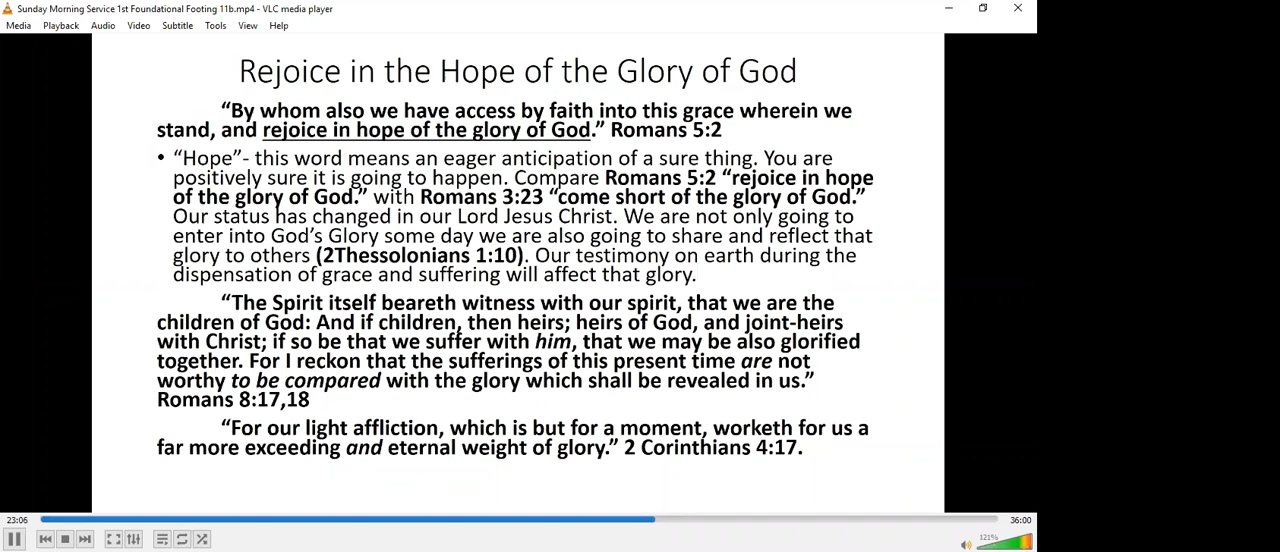 Sunday Morning Service 1st Foundational Footing 11b.mp4 - VLC media player
Media Playback Audio Video Subtitle Tools View Help
Rejoice in the Hope of the Glory of God
“By whom also we have access by faith into this grace wherein we
stand, and rejoice in hope of the glory of God.” Romans 5:2
• “Hope”- this word means an eager anticipation of a sure thing. You are
positively sure it is going to happen. Compare Romans 5:2 “rejoice in hope
of the glory of God.” with Romans 3:23 “come short of the glory of God.”
Our status has changed in our Lord Jesus Christ. We are not only going to
enter into God’s Glory some day we are also going to share and reflect that
glory to others (2Thessolonians 1:10). Our testimony on earth during the
dispensation of grace and suffering will affect that glory.
“The Spirit itself beareth witness with our spirit, that we are the
children of God: And if children, then heirs; heirs of God, and joint-heirs
with Christ; if so be that we suffer with him, that we may be also glorified
together. For I reckon that the sufferings of this present time are not
worthy to be compared with the glory which shall be revealed in us.”
Romans 8:17,18
“For our light affliction, which is but for a moment, worketh for us a
far more exceeding and eternal weight of glory.” 2 Corinthians 4:17.
23:06 36:00
121%